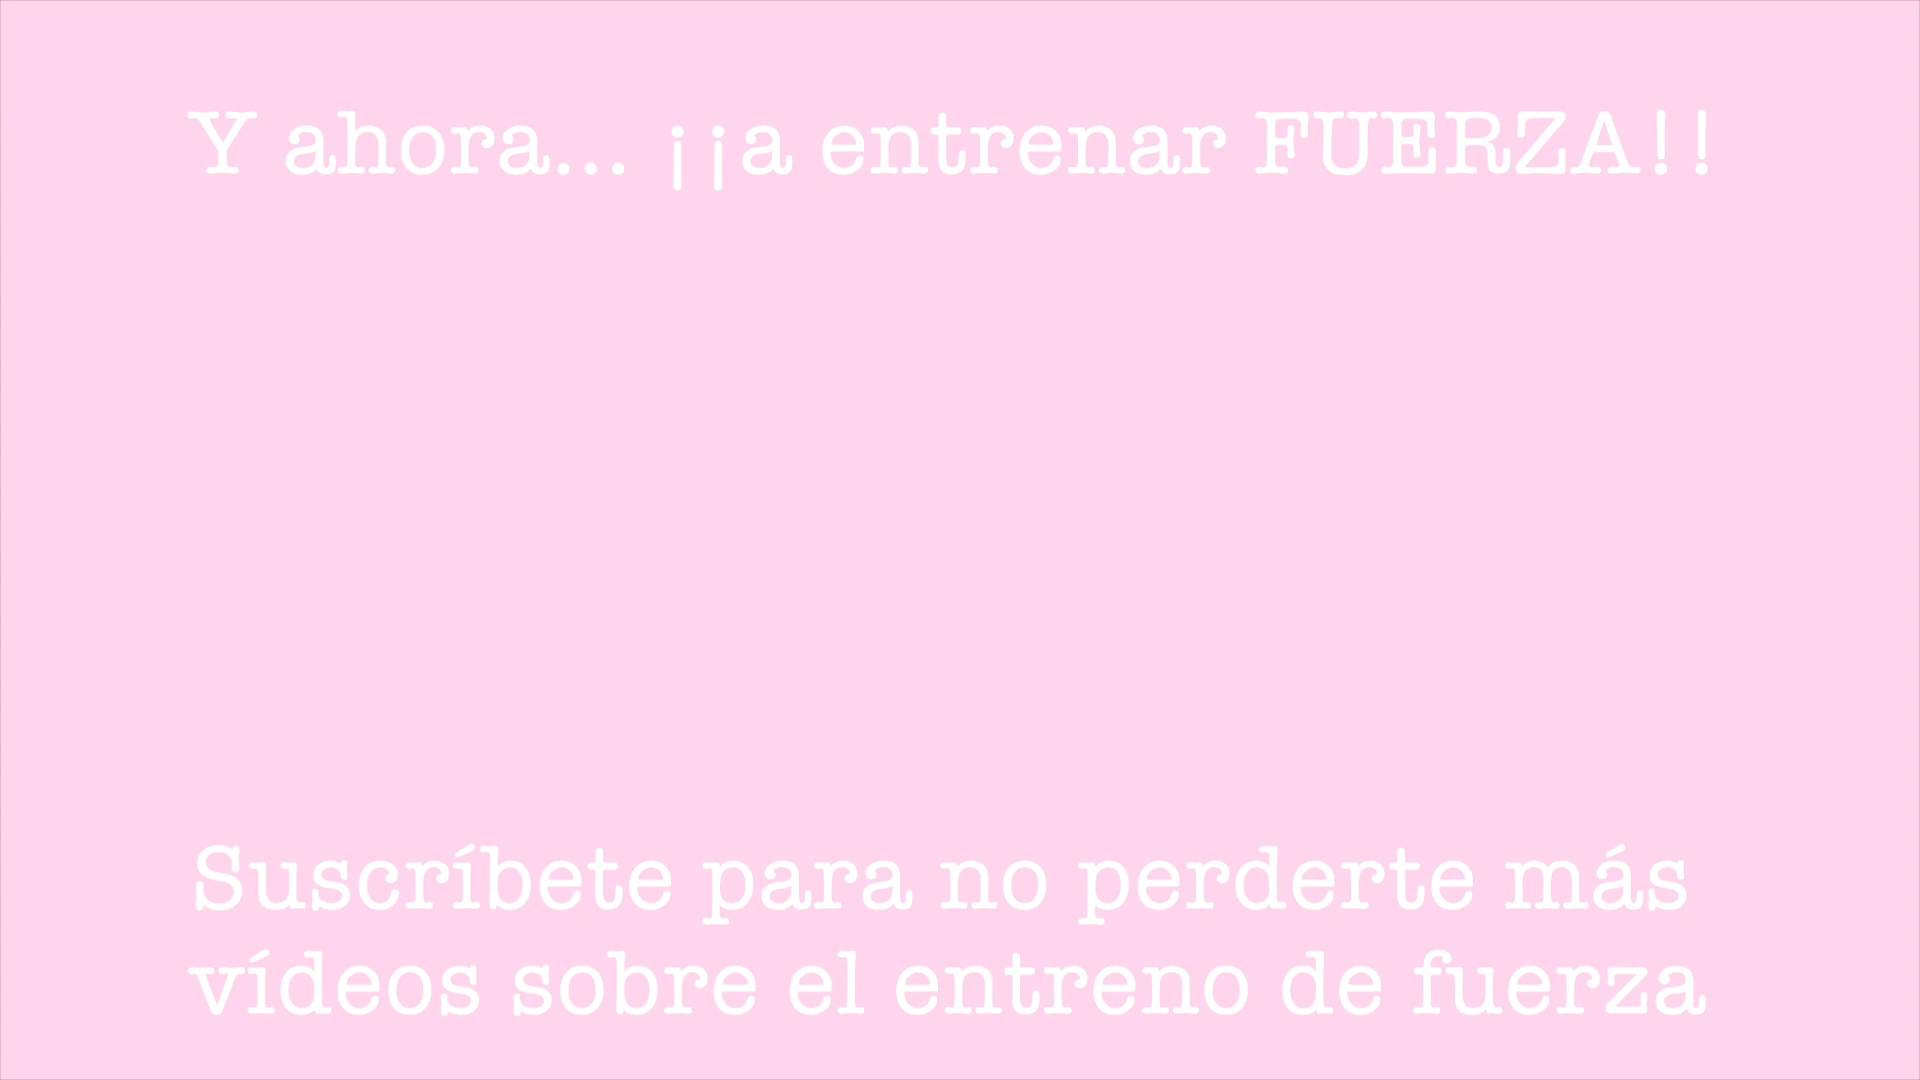 Y ahora... ¡¡a entrenar FUERZA!!
Suscríbete para no perderte más
vídeos sobre el entreno de fuerza